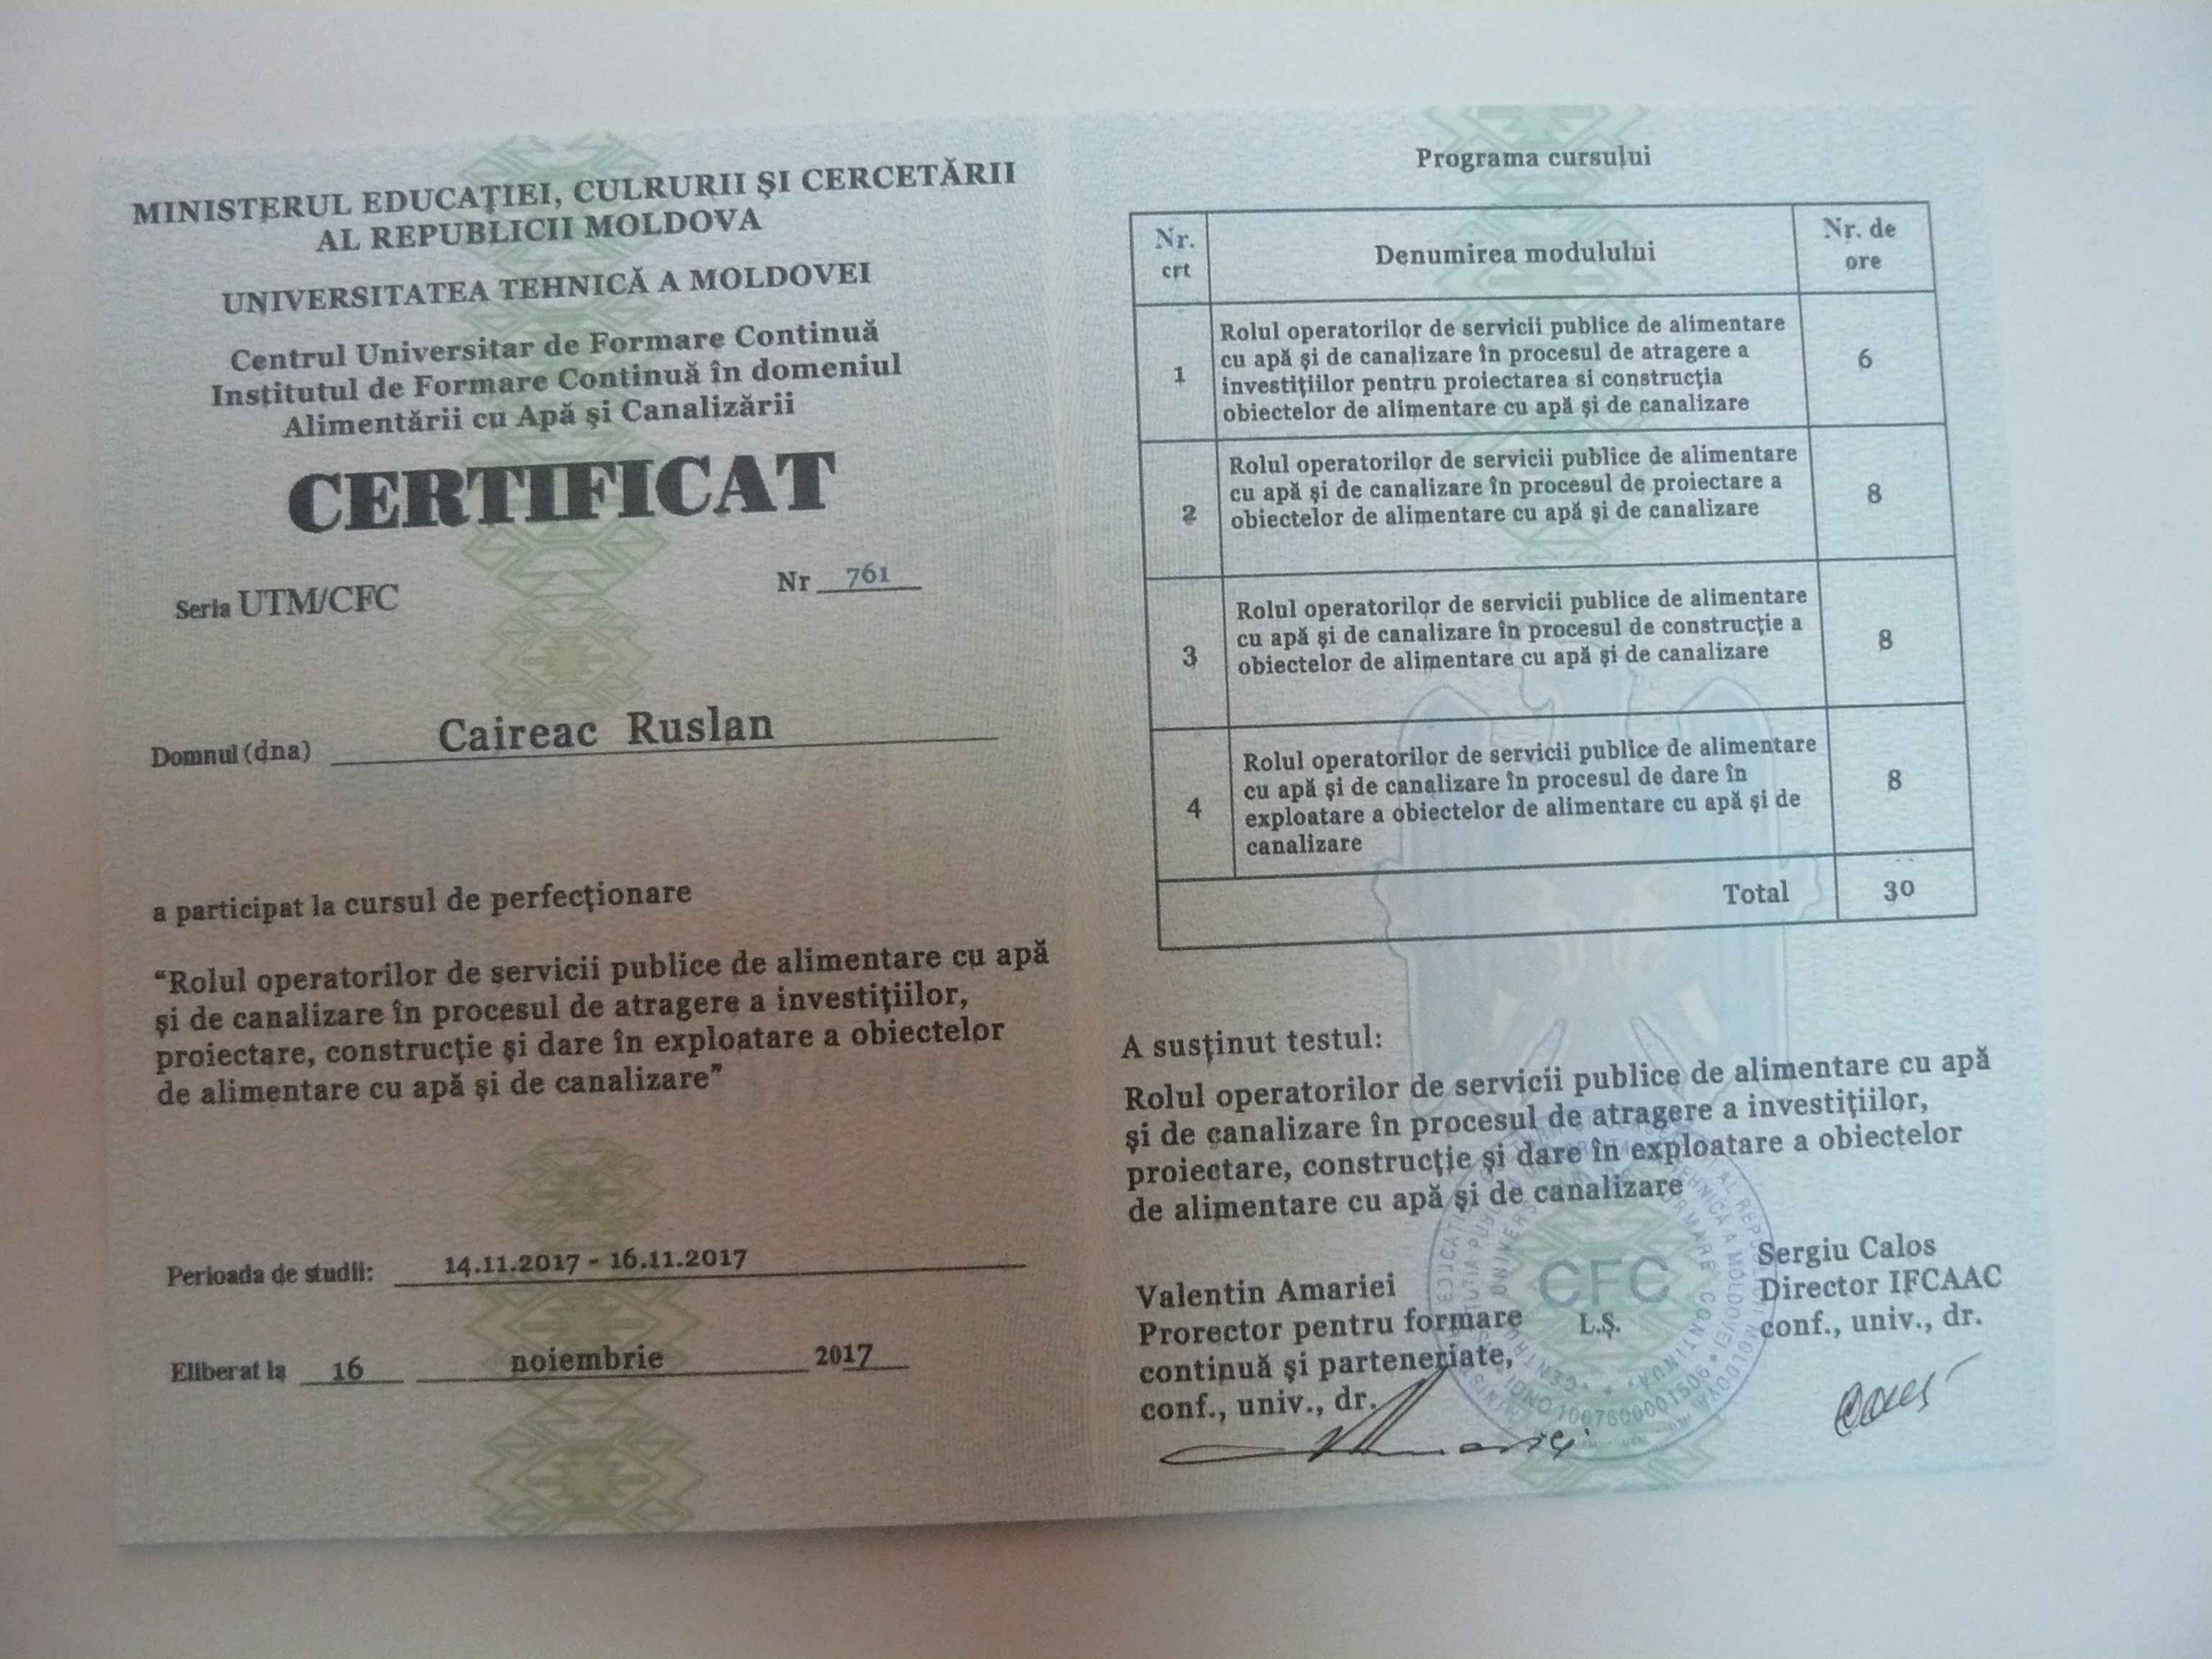 MINISTERUL EDUCAŢIEI, CULRURII ŞI CERCETĂRII
AL REPUBLICII MOLDOVA
UNIVERSITATEA TEHNICĂ A MOLDOVEI
Centrul Universitar de Formare Continuă
Institutul de Formare Continuă în domeniul
Alimentării cu Apă şi Canalizării
CERTIFICAT
Seria UTM/CFC Nr 761
Domnul (dna) Caireac Ruslan
a participat la cursul de perfecţionare
“Rolul operatorilor de servicii publice de alimentare cu apă
şi de canalizare în procesul de atragere a investiţiilor,
proiectare, construcţie şi dare în exploatare a obiectelor
de alimentare cu apă şi de canalizare”
Perioada de studii: 14.11.2017 - 16.11.2017
Eliberat la 16 noiembrie 2017
Programa cursului
Nr. crt Denumirea modulului Nr. de ore
1 Rolul operatorilor de servicii publice de alimentare
cu apă şi de canalizare în procesul de atragere a
investiţiilor pentru proiectarea si construcţia
obiectelor de alimentare cu apă şi de canalizare 6
2 Rolul operatorilor de servicii publice de alimentare
cu apă şi de canalizare în procesul de proiectare a
obiectelor de alimentare cu apă şi de canalizare 8
3 Rolul operatorilor de servicii publice de alimentare
cu apă şi de canalizare în procesul de construcţie a
obiectelor de alimentare cu apă şi de canalizare 8
4 Rolul operatorilor de servicii publice de alimentare
cu apă şi de canalizare în procesul de dare în
exploatare a obiectelor de alimentare cu apă şi de
canalizare 8
Total 30
A susţinut testul:
Rolul operatorilor de servicii publice de alimentare cu apă
şi de canalizare în procesul de atragere a investiţiilor,
proiectare, construcţie şi dare în exploatare a obiectelor
de alimentare cu apă şi de canalizare
Valentin Amariei
Prorector pentru formare
continuă şi parteneriate,
conf., univ., dr.
CFC
L.Ş.
Sergiu Calos
Director IFCAAC
conf., univ., dr.